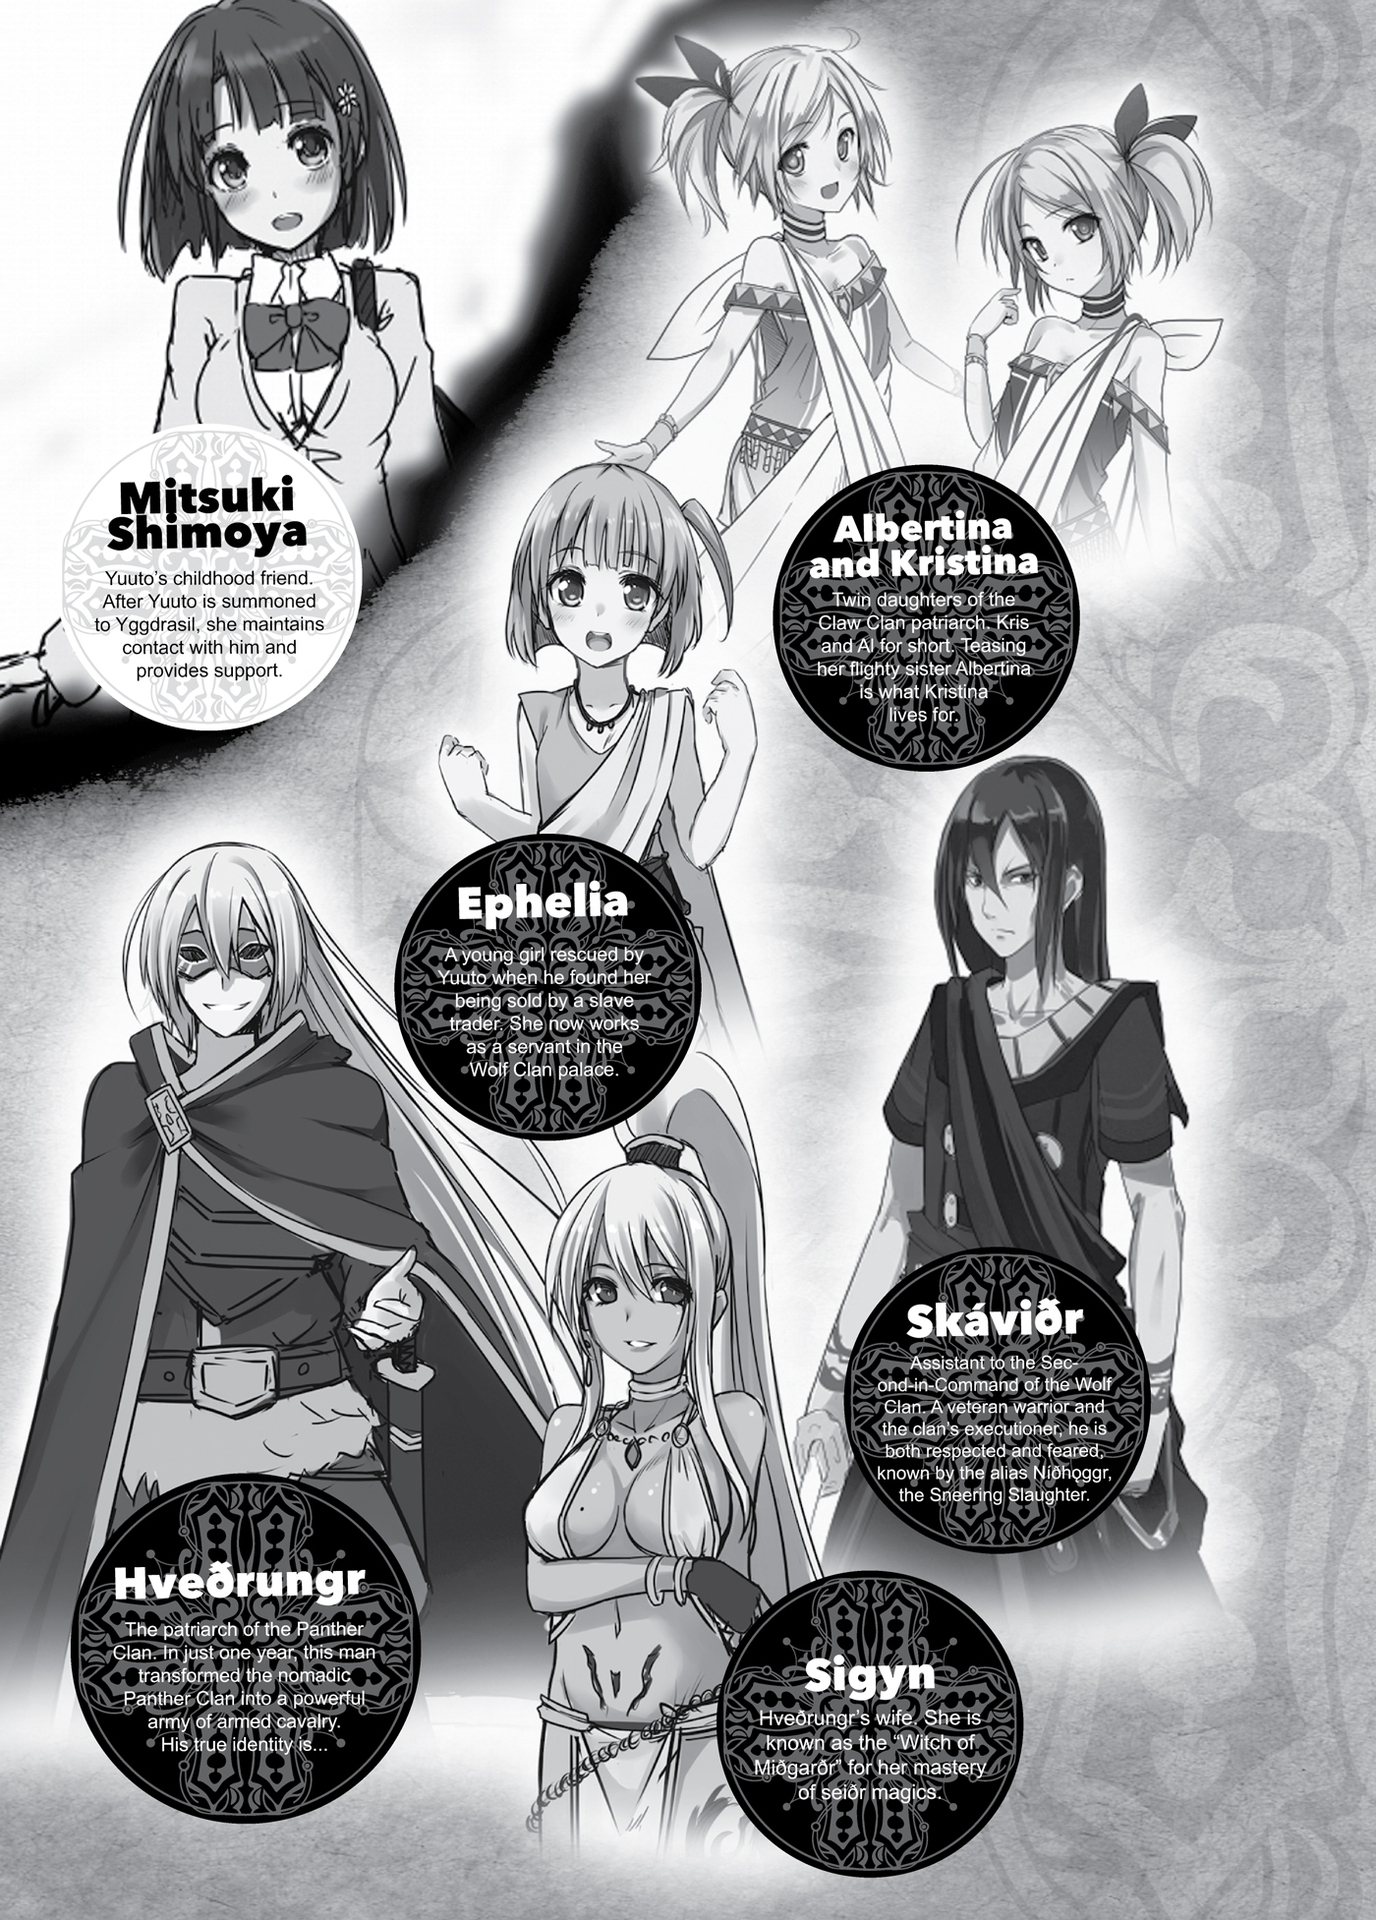 Mitsuki
Shimoya
Yuuto's childhood friend.
After Yuuto is summoned
to Yggdrasil, she maintains
contact with him and
provides support.
Albertina
and Kristina
Twin daughters of the
Claw Clan patriarch. Kris
and Al for short. Teasing
her flighty sister Albertina
is what Kristina
lives for.
Ephelia
A young girl rescued by
Yuuto when he found her
being sold by a slave
trader. She now works
as a servant in the
Wolf Clan palace.
Skáviðr
Assistant to the Sec-
ond-in-Command of the Wolf
Clan. A veteran warrior and
the clan's executioner, he is
both respected and feared,
known by the alias Níðhǫggr,
the Sneering Slaughter.
Hveðrungr
The patriarch of the Panther
Clan. In just one year, this man
transformed the nomadic
Panther Clan into a powerful
army of armed cavalry.
His true identity is...
Sigyn
Hveðrungr's wife. She is
known as the “Witch of
Miðgarðr” for her mastery
of seiðr magics.